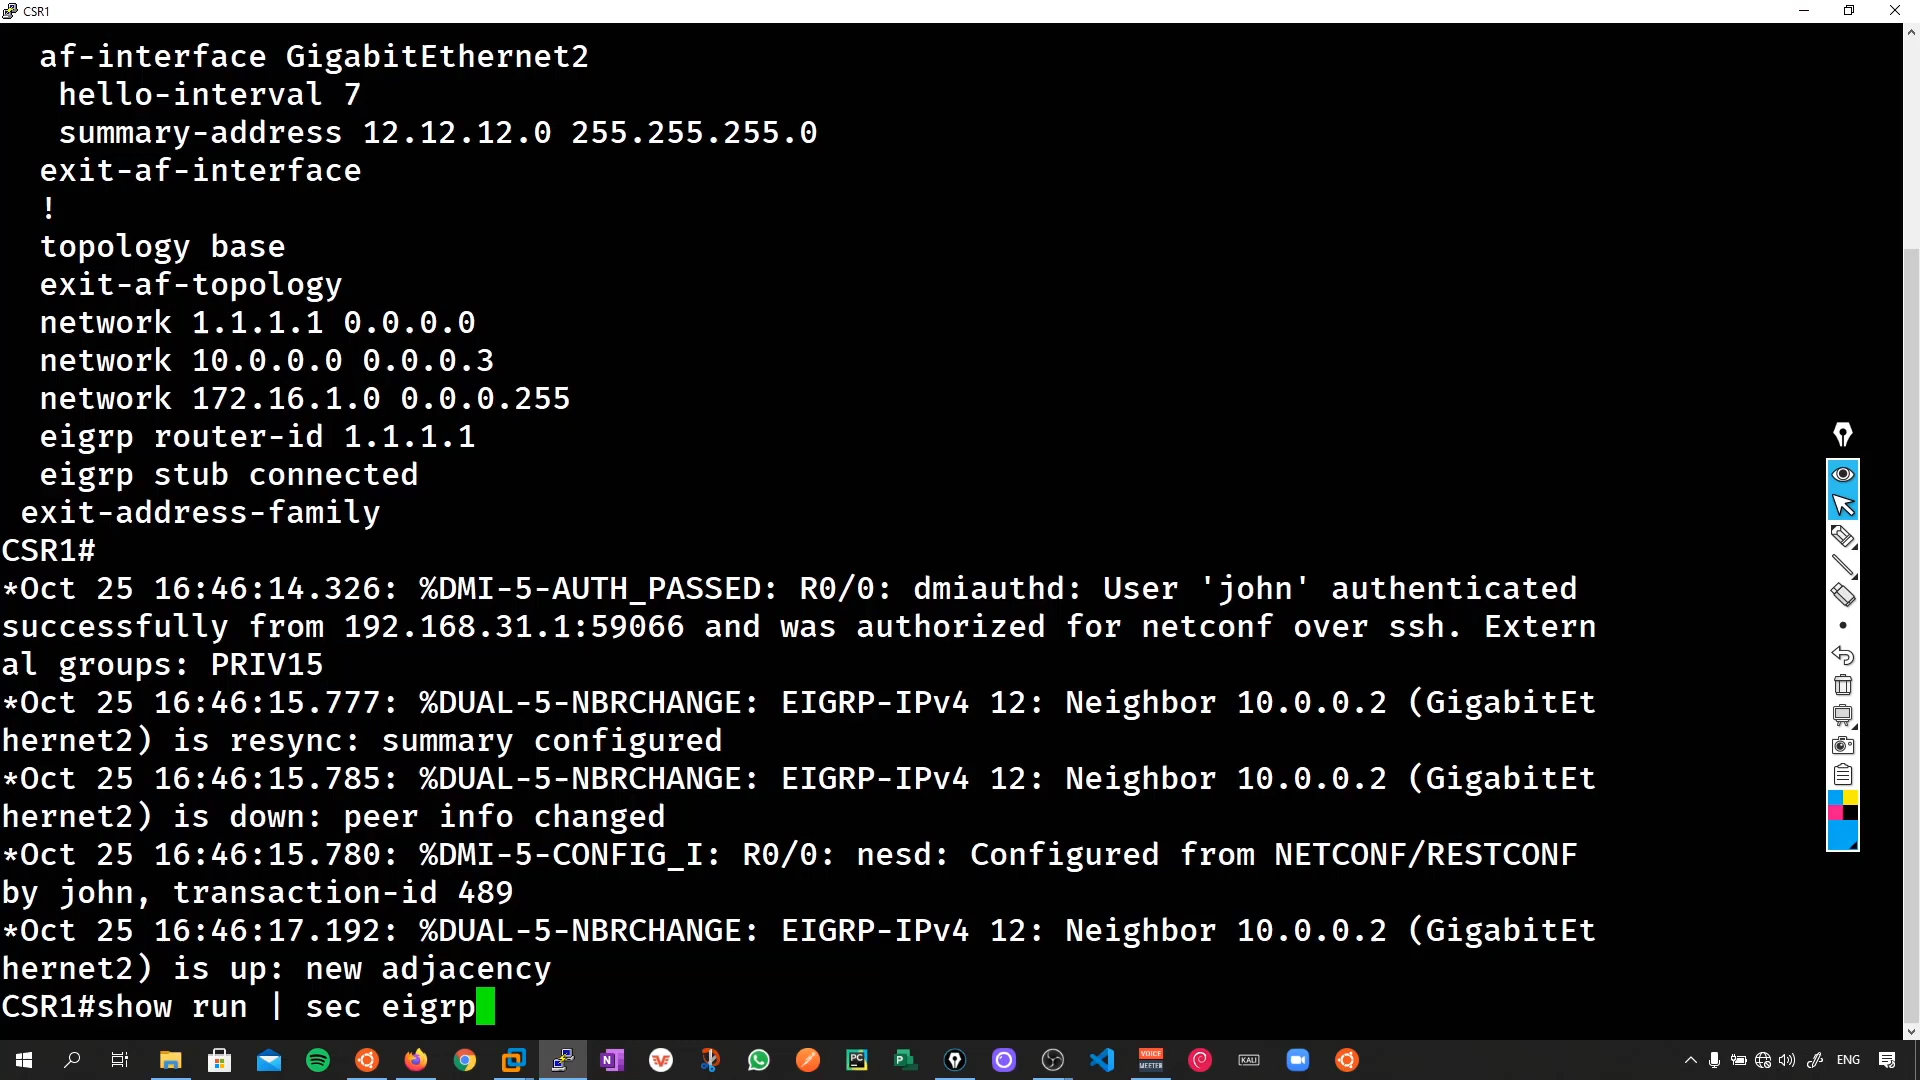 CSR1
af-interface GigabitEthernet2
hello-interval 7
summary-address 12.12.12.0 255.255.255.0
exit-af-interface
!
topology base
exit-af-topology
network 1.1.1.1 0.0.0.0
network 10.0.0.0 0.0.0.3
network 172.16.1.0 0.0.0.255
eigrp router-id 1.1.1.1
eigrp stub connected
exit-address-family
CSR1#
*Oct 25 16:46:14.326: %DMI-5-AUTH_PASSED: R0/0: dmiauthd: User 'john' authenticated
successfully from 192.168.31.1:59066 and was authorized for netconf over ssh. Extern
al groups: PRIV15
*Oct 25 16:46:15.777: %DUAL-5-NBRCHANGE: EIGRP-IPv4 12: Neighbor 10.0.0.2 (GigabitEt
hernet2) is resync: summary configured
*Oct 25 16:46:15.785: %DUAL-5-NBRCHANGE: EIGRP-IPv4 12: Neighbor 10.0.0.2 (GigabitEt
hernet2) is down: peer info changed
*Oct 25 16:46:15.780: %DMI-5-CONFIG_I: R0/0: nesd: Configured from NETCONF/RESTCONF
by john, transaction-id 489
*Oct 25 16:46:17.192: %DUAL-5-NBRCHANGE: EIGRP-IPv4 12: Neighbor 10.0.0.2 (GigabitEt
hernet2) is up: new adjacency
CSR1#show run | sec eigrp
N
PC
P
VOICE
MEETER
KAU
ENG